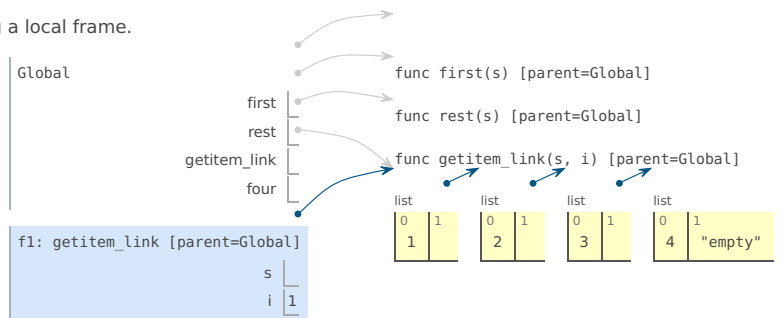 a local frame.
Global
func first(s) [parent=Global]
first
rest
func rest(s) [parent=Global]
getitem_link
func getitem_link(s, i) [parent=Global]
four
list list list list
0 1 0 1 0 1 0 1
1 2 3 4 "empty"
f1: getitem_link [parent=Global]
s
i 1